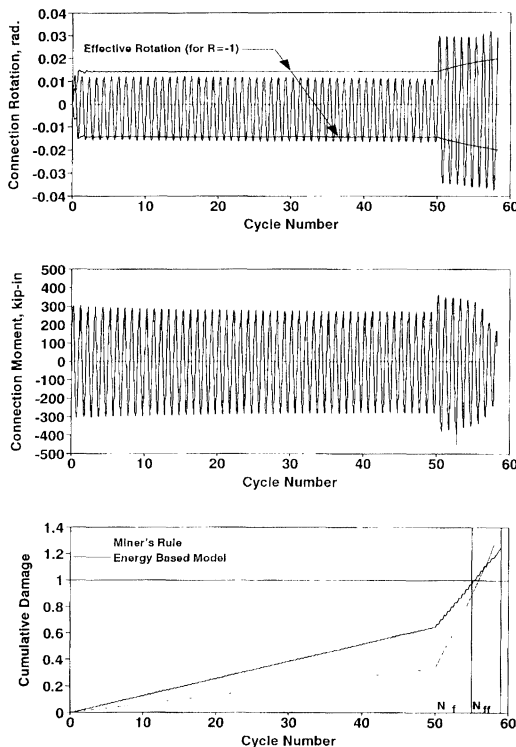 0.04
0.03
0.02
0.01
0
-0.01
-0.02
-0.03
-0.04
Connection Rotation, rad.
Effective Rotation (for R=-1)
0 10 20 30 40 50 60
Cycle Number
500
400
300
200
100
0
-100
-200
-300
-400
-500
Connnection Moment, kip-in
0 10 20 30 40 50 60
Cycle Number
1.4
1.2
1
0.8
0.6
0.4
0.2
0
Cumulative Damage
Miner's Rule
Energy Based Model
N f N ff
0 10 20 30 40 50 60
Cycle Number